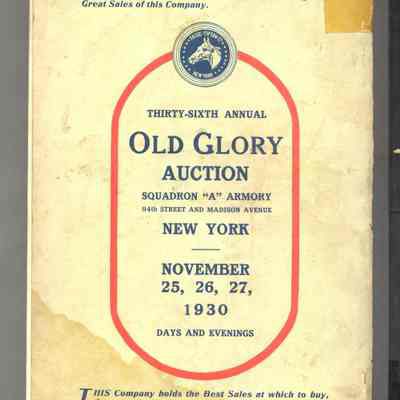 Great Sales of this Company.
NEW YORK
THIRTY-SIXTH ANNUAL
OLD GLORY
AUCTION
SQUADRON "A" ARMORY
94th STREET AND MADISON AVENUE
NEW YORK
NOVEMBER
25, 26, 27,
1930
DAYS AND EVENINGS
THIS Company holds the Best Sales at which to buy,